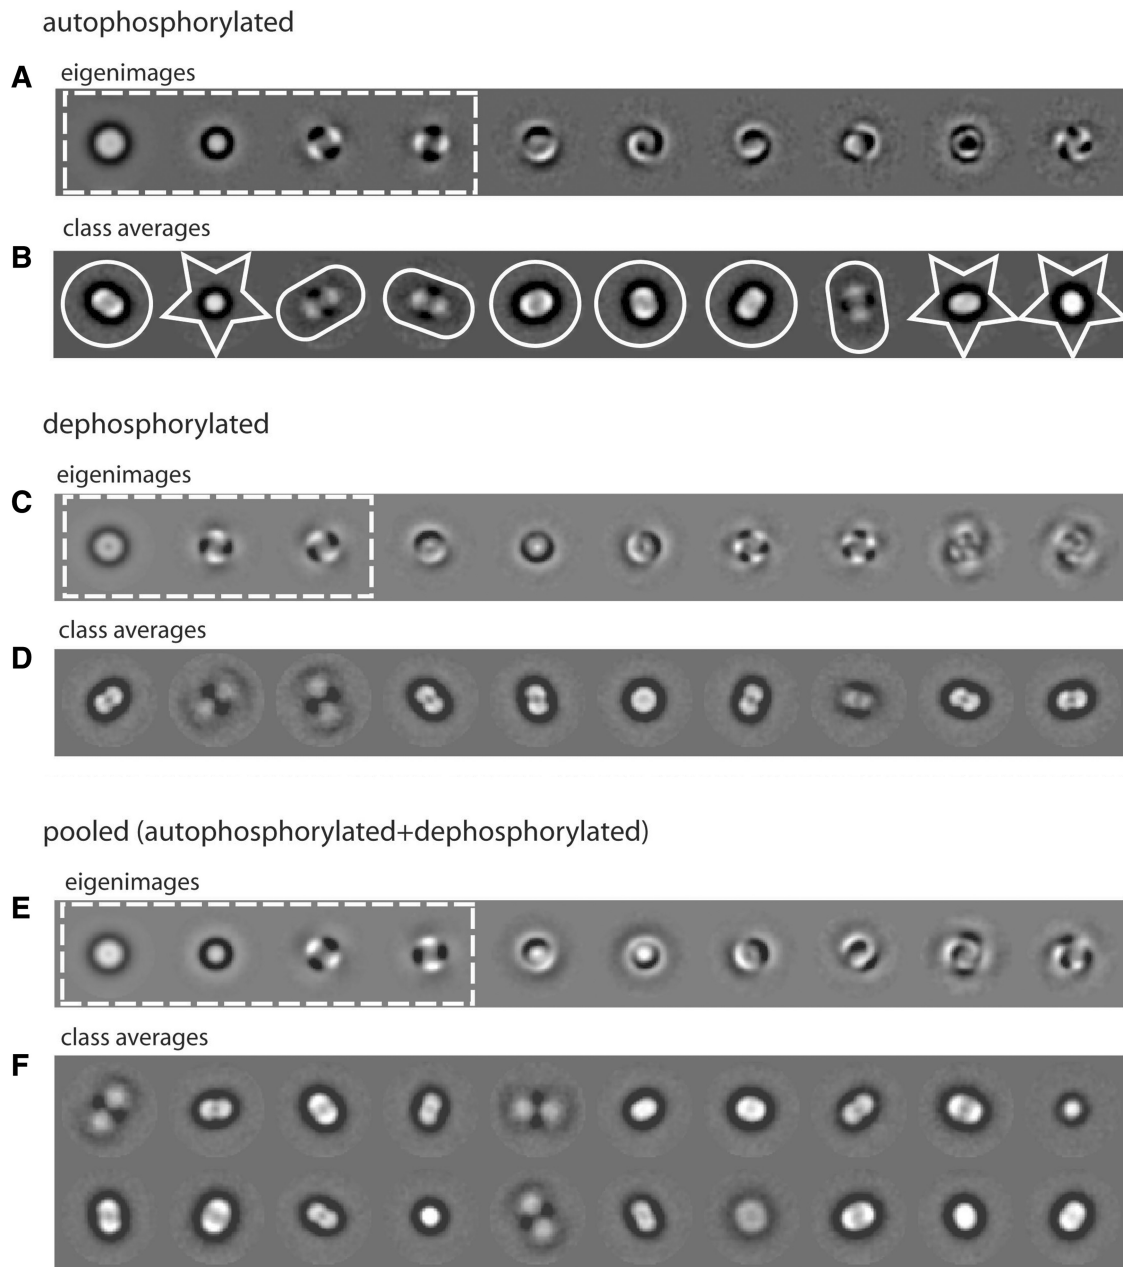 autophosphorylated
A
eigenimages
class averages
B
dephosphorylated
eigenimages
C
class averages
D
pooled (autophosphorylated+dephosphorylated)
eigenimages
E
class averages
F